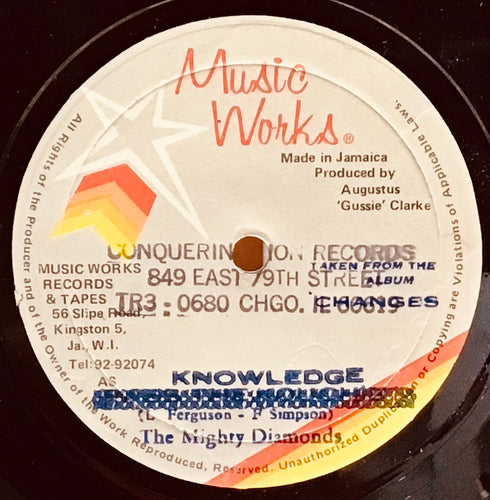 Music
Works®
Made in Jamaica
Produced by
Augustus
'Gussie' Clarke
CONQUERING LION RECORDS
849 EAST 79TH STREET
TR3:0680 CHGO. IL 60619
TAKEN FROM THE
ALBUM
CHANGES
MUSIC WORKS
RECORDS
& TAPES
56 Slipe Road,
Kingston 5,
Ja. W.I.
Tel:92-92074
AS
KNOWLEDGE
(L. Ferguson - F Simpson)
The Mighty Diamonds
All Rights of the Producer and of the Owner of the Work Reproduced, Reserved. Unauthorized Duplication or Copying are Violations of Applicable Laws.